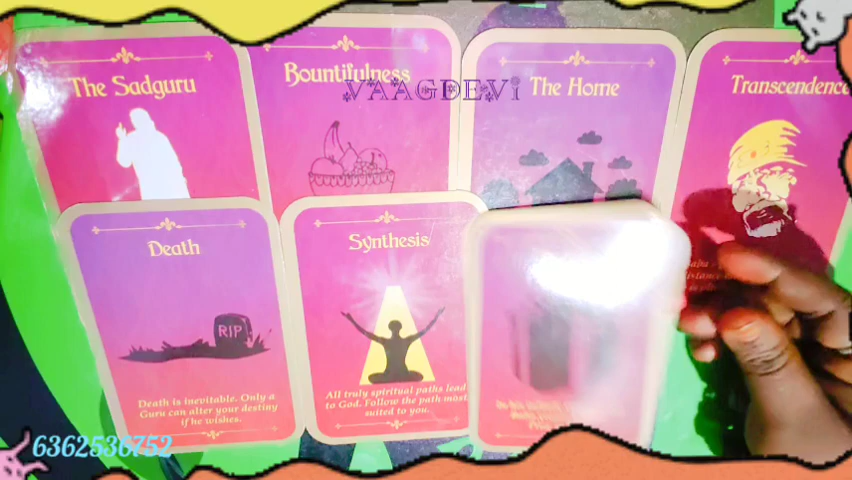 The Sadguru
Bountifulness
VAAGDEVi
The Home
Transcendence
Death
RIP
Death is inevitable. Only a
Guru can alter your destiny
if he wishes.
Synthesis
All truly spiritual paths lead
to God. Follow the path most
suited to you.
6362536752